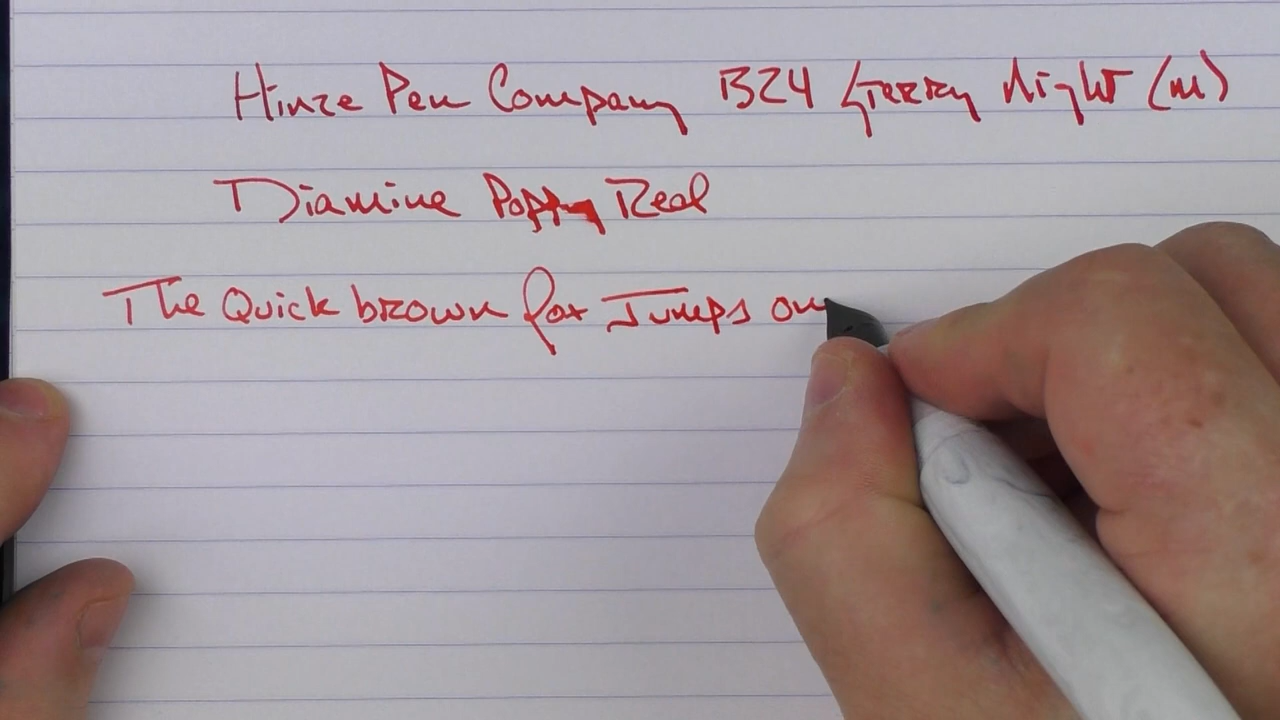 Hinze Pen Company B24 Starry Night (M)
Diamine Poppy Red
The Quick brown fox Jumps ov